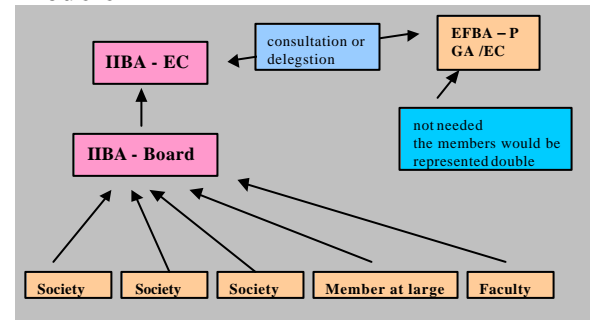 consultation or
delegstion
EFBA – P
GA /EC
IIBA - EC
not needed
the members would be
represented double
IIBA - Board
Society
Society
Society
Member at large
Faculty